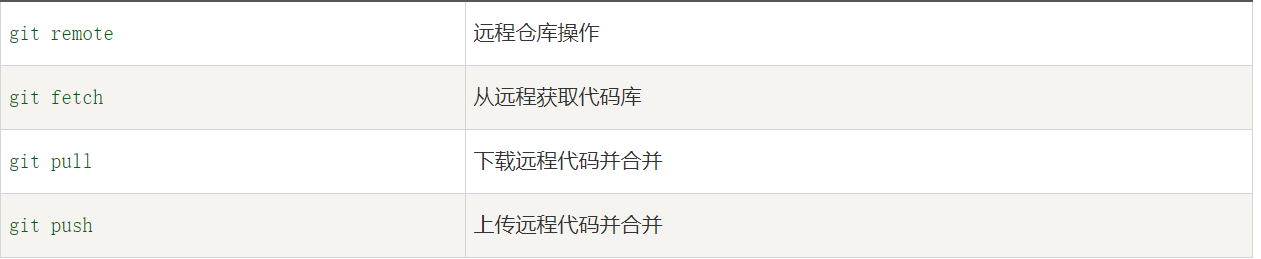 git remote 远程仓库操作
git fetch 从远程获取代码库
git pull 下载远程代码并合并
git push 上传远程代码并合并